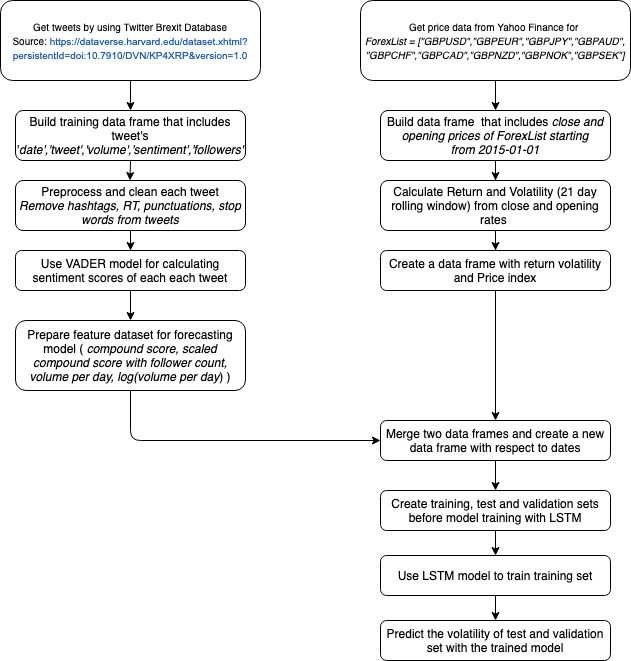 Get tweets by using Twitter Brexit Database
Source: https://dataverse.harvard.edu/dataset.xhtml?
persistentId=doi:10.7910/DVN/KP4XRP&version=1.0
Build training data frame that includes
tweet's
'date','tweet','volume','sentiment','followers'
Preprocess and clean each tweet
Remove hashtags, RT, punctuations, stop
words from tweets
Use VADER model for calculating
sentiment scores of each each tweet
Prepare feature dataset for forecasting
model ( compound score, scaled
compound score with follower count,
volume per day, log(volume per day) )
Get price data from Yahoo Finance for
ForexList = ["GBPUSD","GBPEUR","GBPJPY","GBPAUD",
"GBPCHF","GBPCAD","GBPNZD","GBPNOK","GBPSEK"]
Build data frame  that includes close and
opening prices of ForexList starting
from 2015-01-01
Calculate Return and Volatility (21 day
rolling window) from close and opening
rates
Create a data frame with return volatility
and Price index
Merge two data frames and create a new
data frame with respect to dates
Create training, test and validation sets
before model training with LSTM
Use LSTM model to train training set
Predict the volatility of test and validation
set with the trained model